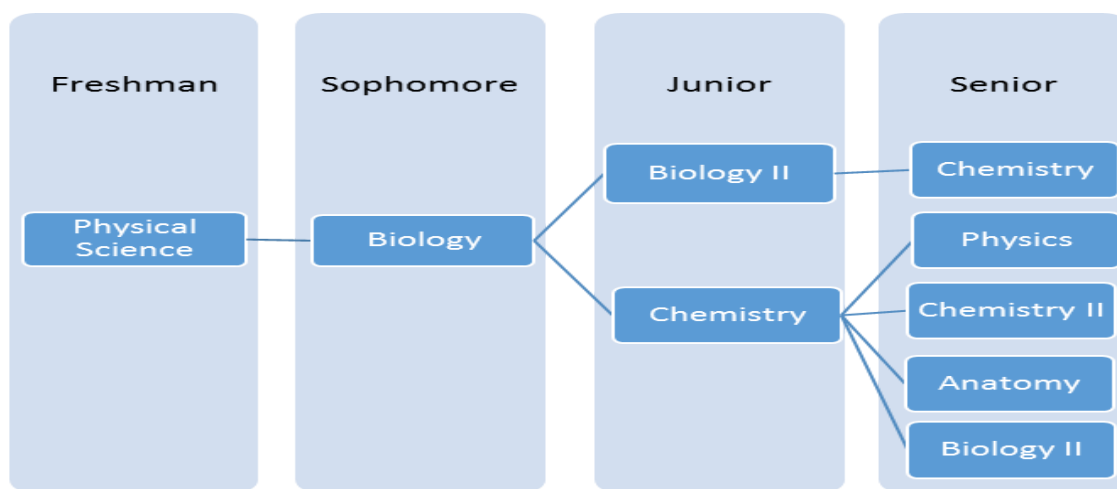 Freshman
Sophomore
Junior
Senior
Physical
Science
Biology
Biology II
Chemistry
Chemistry
Physics
Chemistry II
Anatomy
Biology II